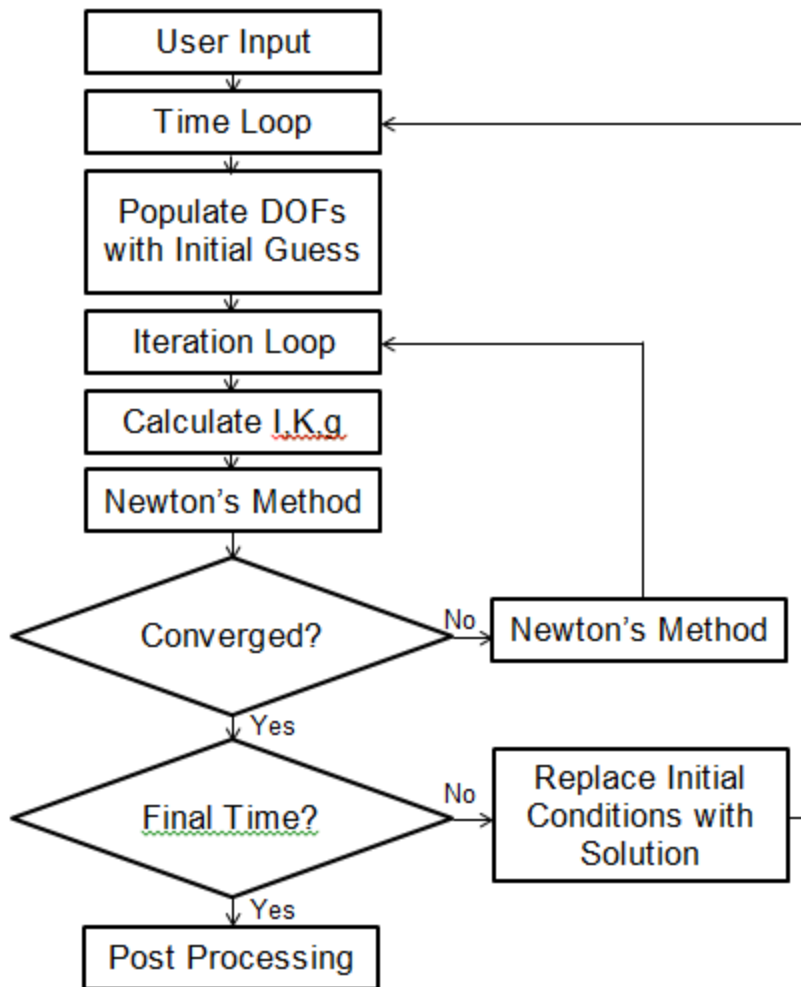 User Input
Time Loop
Populate DOFs
with Initial Guess
Iteration Loop
Calculate I,K,g
Newton's Method
Converged?
No
Newton's Method
Yes
Final Time?
No
Replace Initial
Conditions with
Solution
Yes
Post Processing